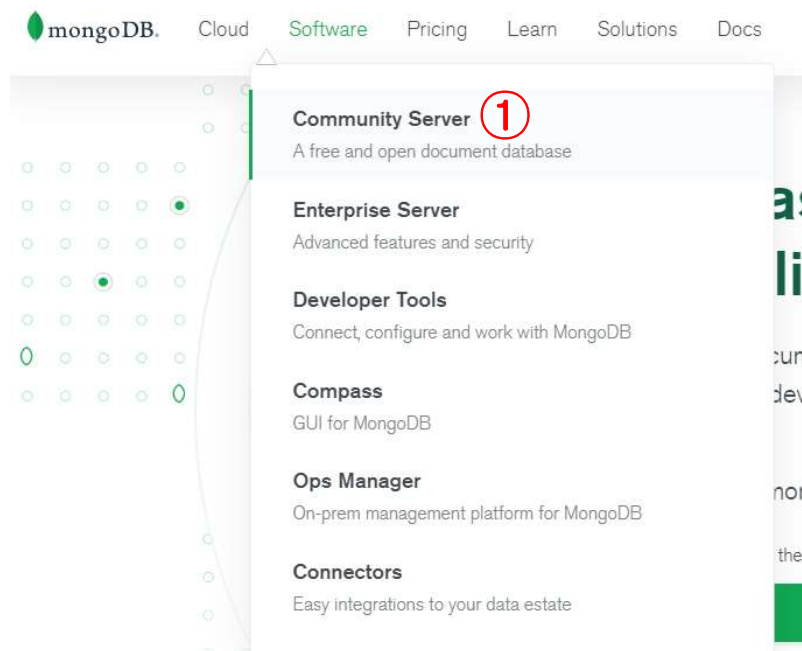 mongoDB. Cloud Software Pricing Learn Solutions Docs
Community Server ①
A free and open document database
Enterprise Server
Advanced features and security
Developer Tools
Connect, configure and work with MongoDB
Compass
GUI for MongoDB
Ops Manager
On-prem management platform for MongoDB
the
Connectors
Easy integrations to your data estate